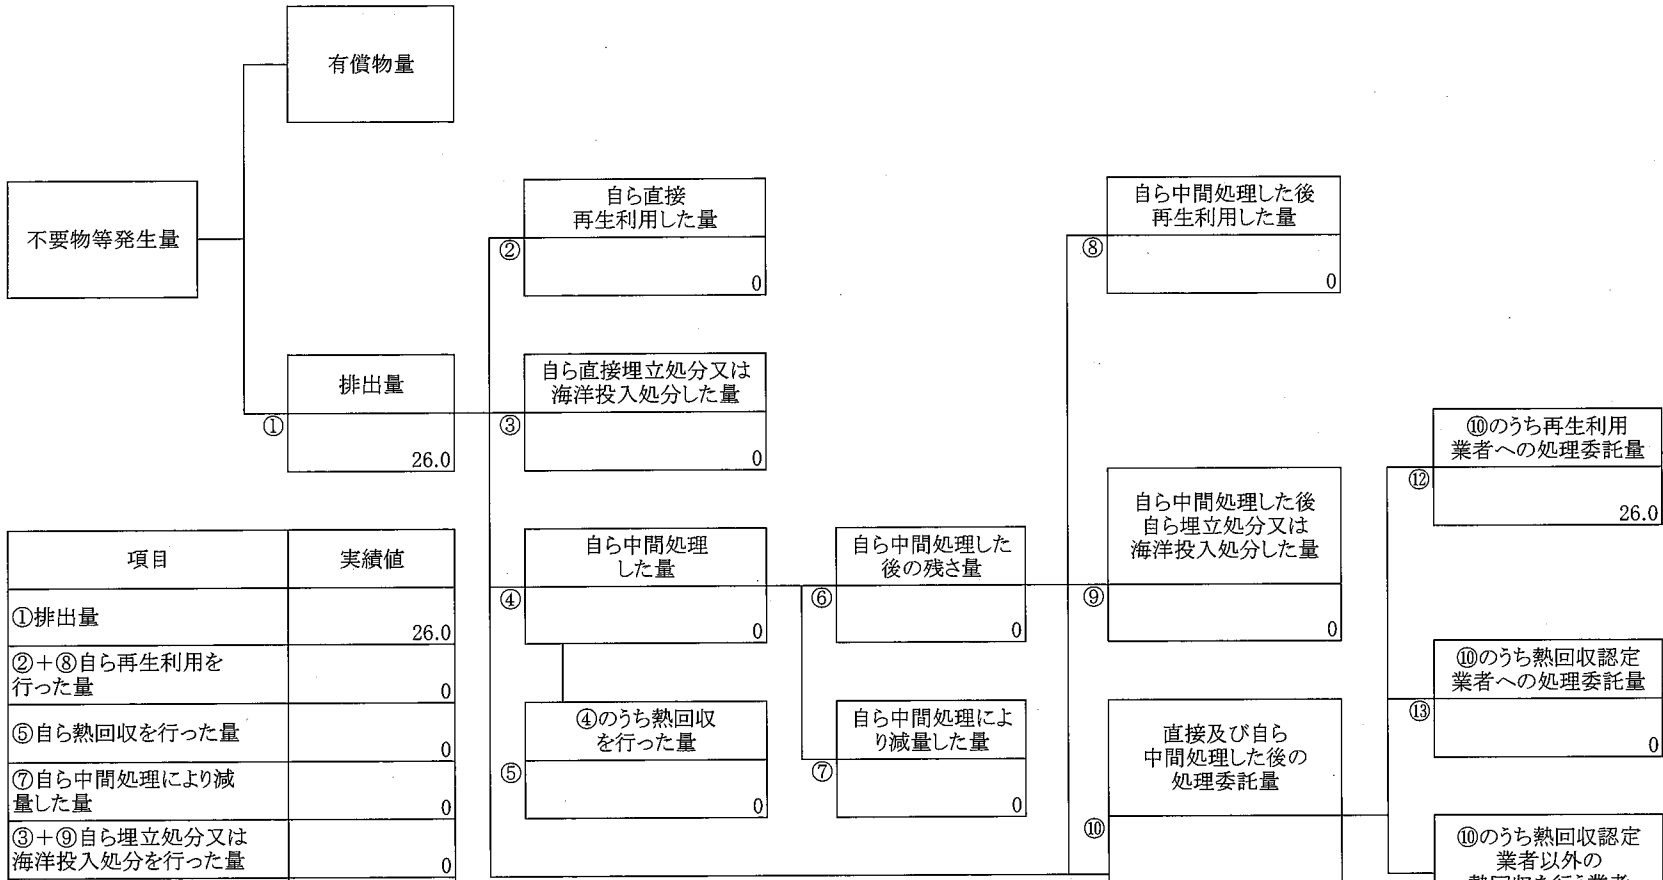 有償物量
不要物等発生量
排出量
①
26.0
自ら直接
再生利用した量
②
0
自ら直接埋立処分又は
海洋投入処分した量
③
0
自ら中間処理
した量
④
0
④のうち熱回収
を行った量
⑤
0
自ら中間処理した
後の残さ量
⑥
0
自ら中間処理によ
り減量した量
⑦
0
自ら中間処理した後
再生利用した量
⑧
0
自ら中間処理した後
自ら埋立処分又は
海洋投入処分した量
⑨
0
直接及び自ら
中間処理した後の
処理委託量
⑩
⑩のうち再生利用
業者への処理委託量
⑫
26.0
⑩のうち熱回収認定
業者への処理委託量
⑬
0
⑩のうち熱回収認定
業者以外の
項目 実績値
①排出量
26.0
②+⑧自ら再生利用を
行った量
0
⑤自ら熱回収を行った量
0
⑦自ら中間処理により減
量した量
0
③+⑨自ら埋立処分又は
海洋投入処分を行った量
0